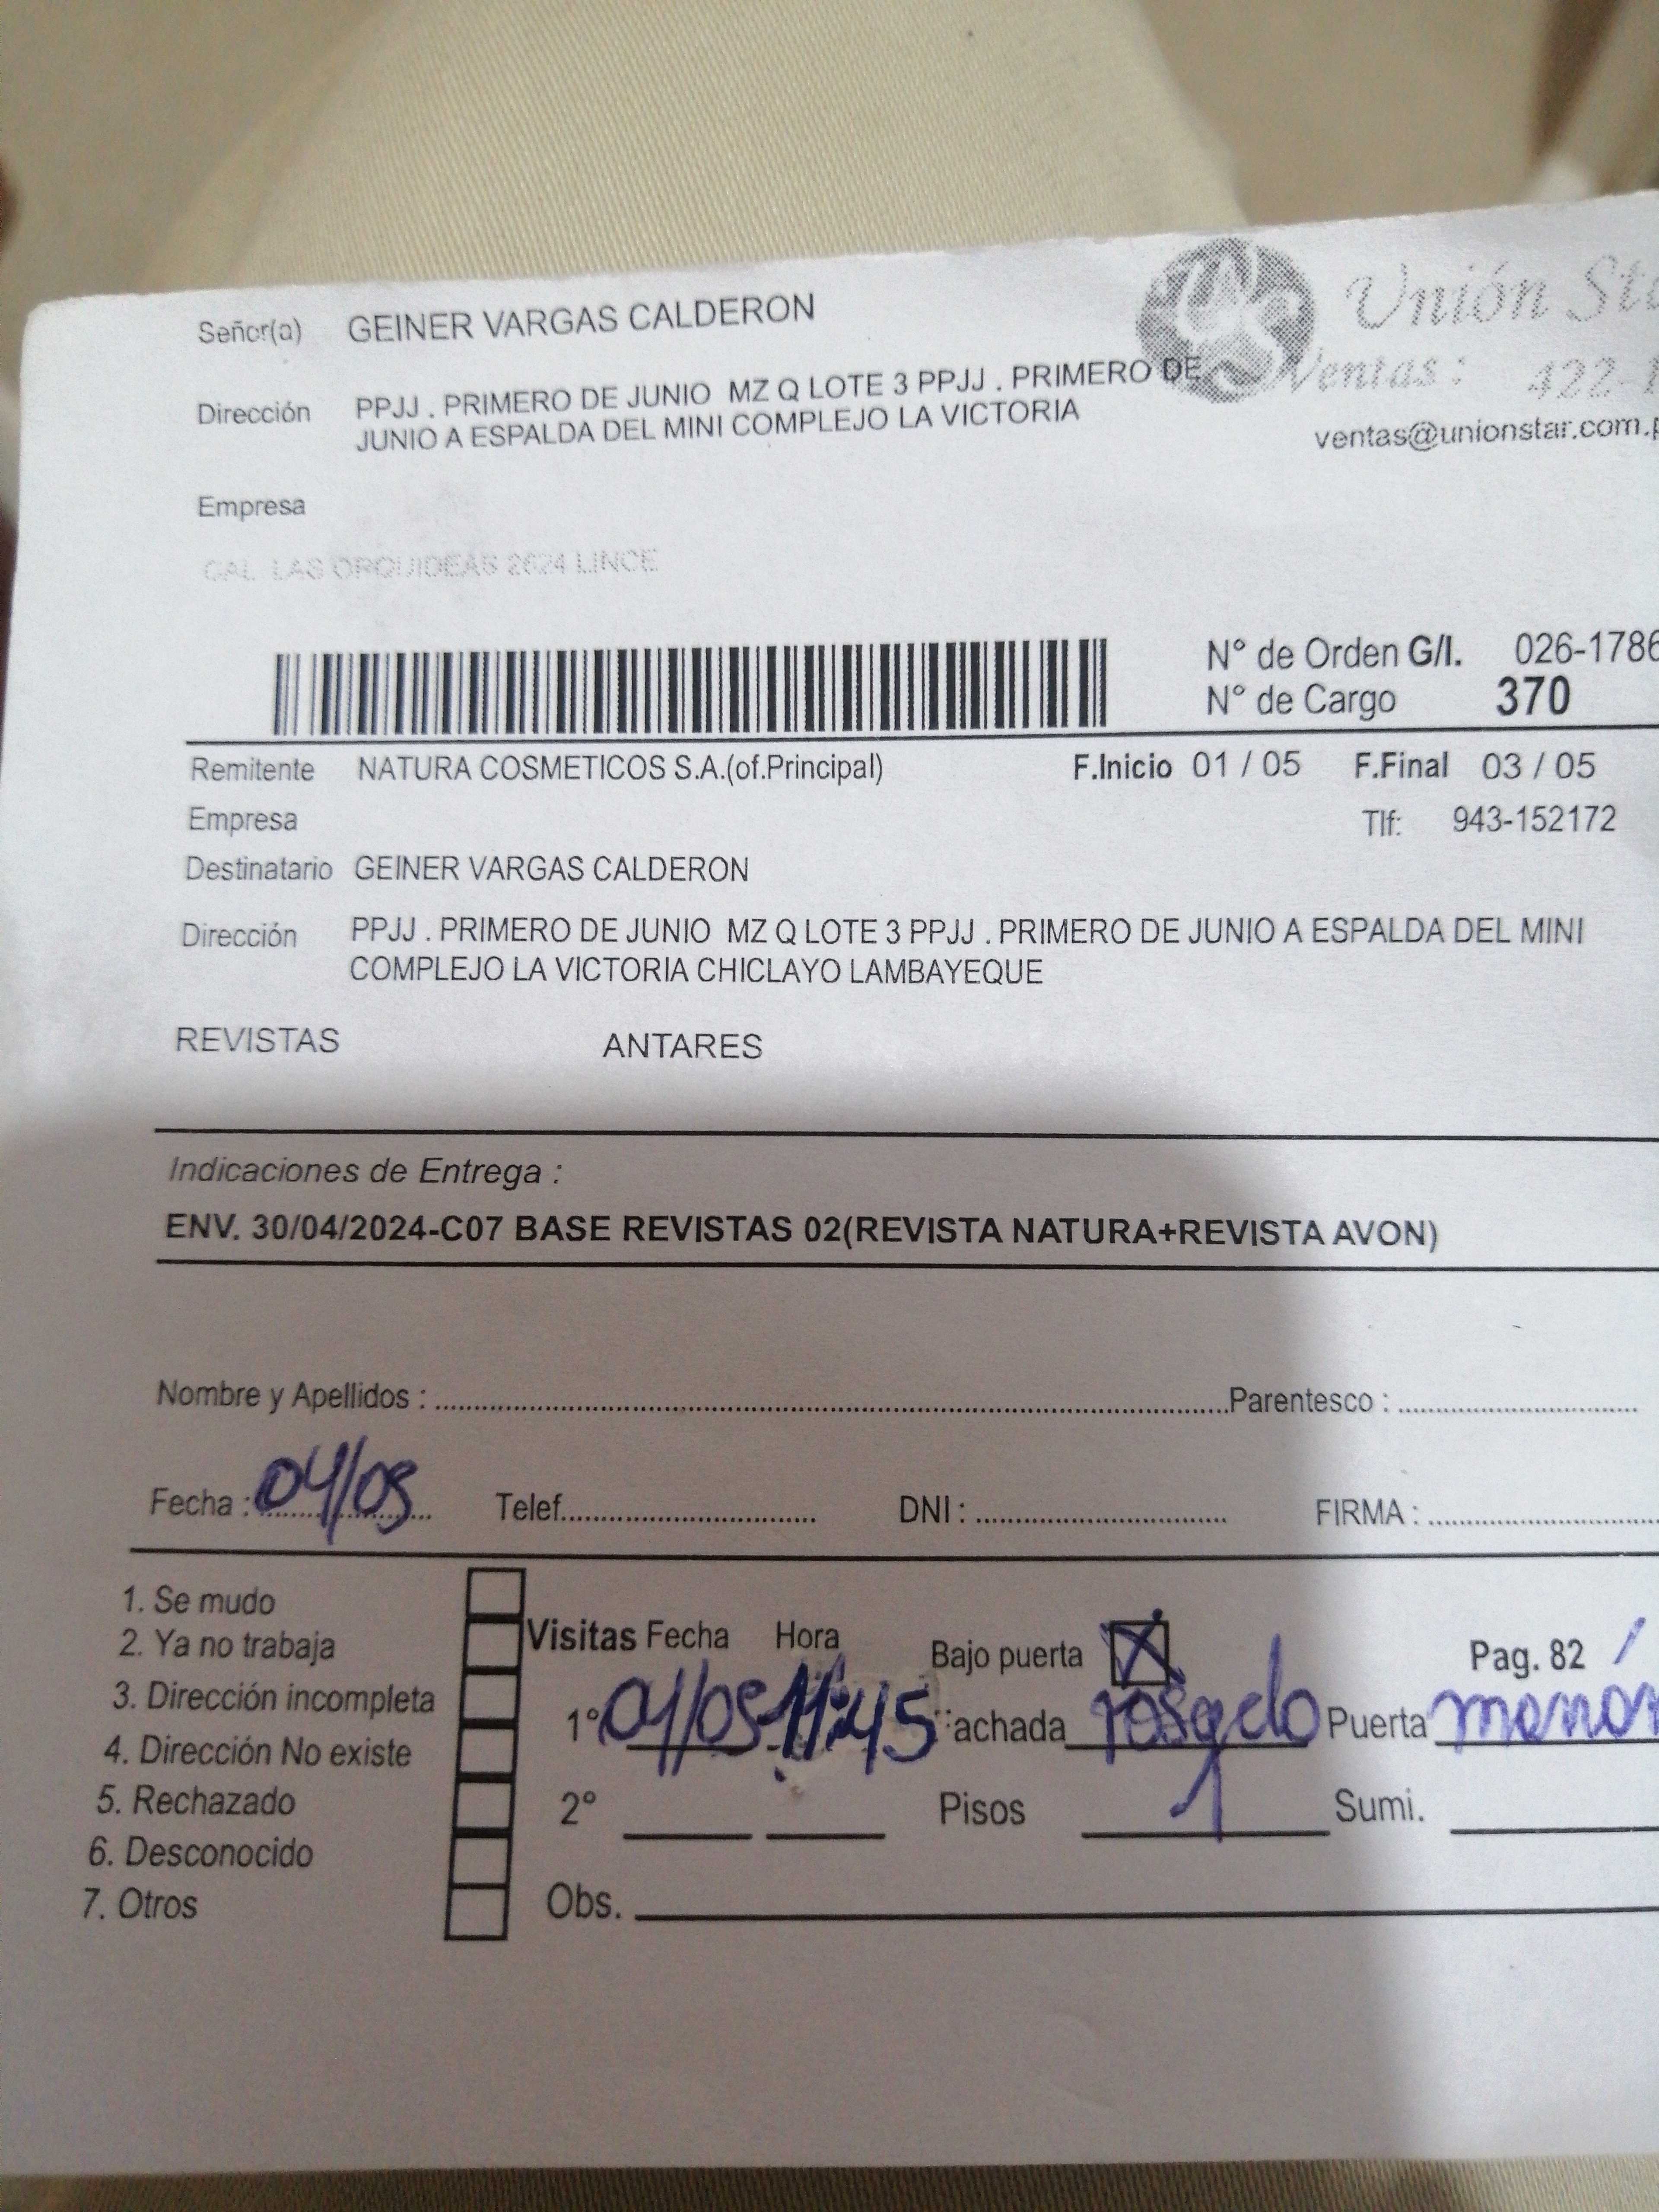 Señor(a) GEINER VARGAS CALDERON
Unión
Dirección PPJJ . PRIMERO DE JUNIO MZ Q LOTE 3 PPJJ . PRIMERO DE
JUNIO A ESPALDA DEL MINI COMPLEJO LA VICTORIA
Ventas : 422-
ventas@unionstar.com.p
Empresa
CAL. LAS ORQUIDEAS 2624 LINCE
N° de Orden G/I. 026-1786
N° de Cargo 370
Remitente NATURA COSMETICOS S.A.(of.Principal) F.Inicio 01 / 05 F.Final 03 / 05
Empresa Tlf: 943-152172
Destinatario GEINER VARGAS CALDERON
Dirección PPJJ . PRIMERO DE JUNIO MZ Q LOTE 3 PPJJ . PRIMERO DE JUNIO A ESPALDA DEL MINI
COMPLEJO LA VICTORIA CHICLAYO LAMBAYEQUE
REVISTAS ANTARES
Indicaciones de Entrega :
ENV. 30/04/2024-C07 BASE REVISTAS 02(REVISTA NATURA+REVISTA AVON)
Nombre y Apellidos : Parentesco :
Fecha : 04/05 Telef. DNI : FIRMA :
1. Se mudo
2. Ya no trabaja
3. Dirección incompleta
4. Dirección No existe
5. Rechazado
6. Desconocido
7. Otros
Visitas Fecha Hora Bajo puerta X Pag. 82
1° 04/05 11:45 achada rosado Puerta
2° Pisos 1 Sumi.
Obs.